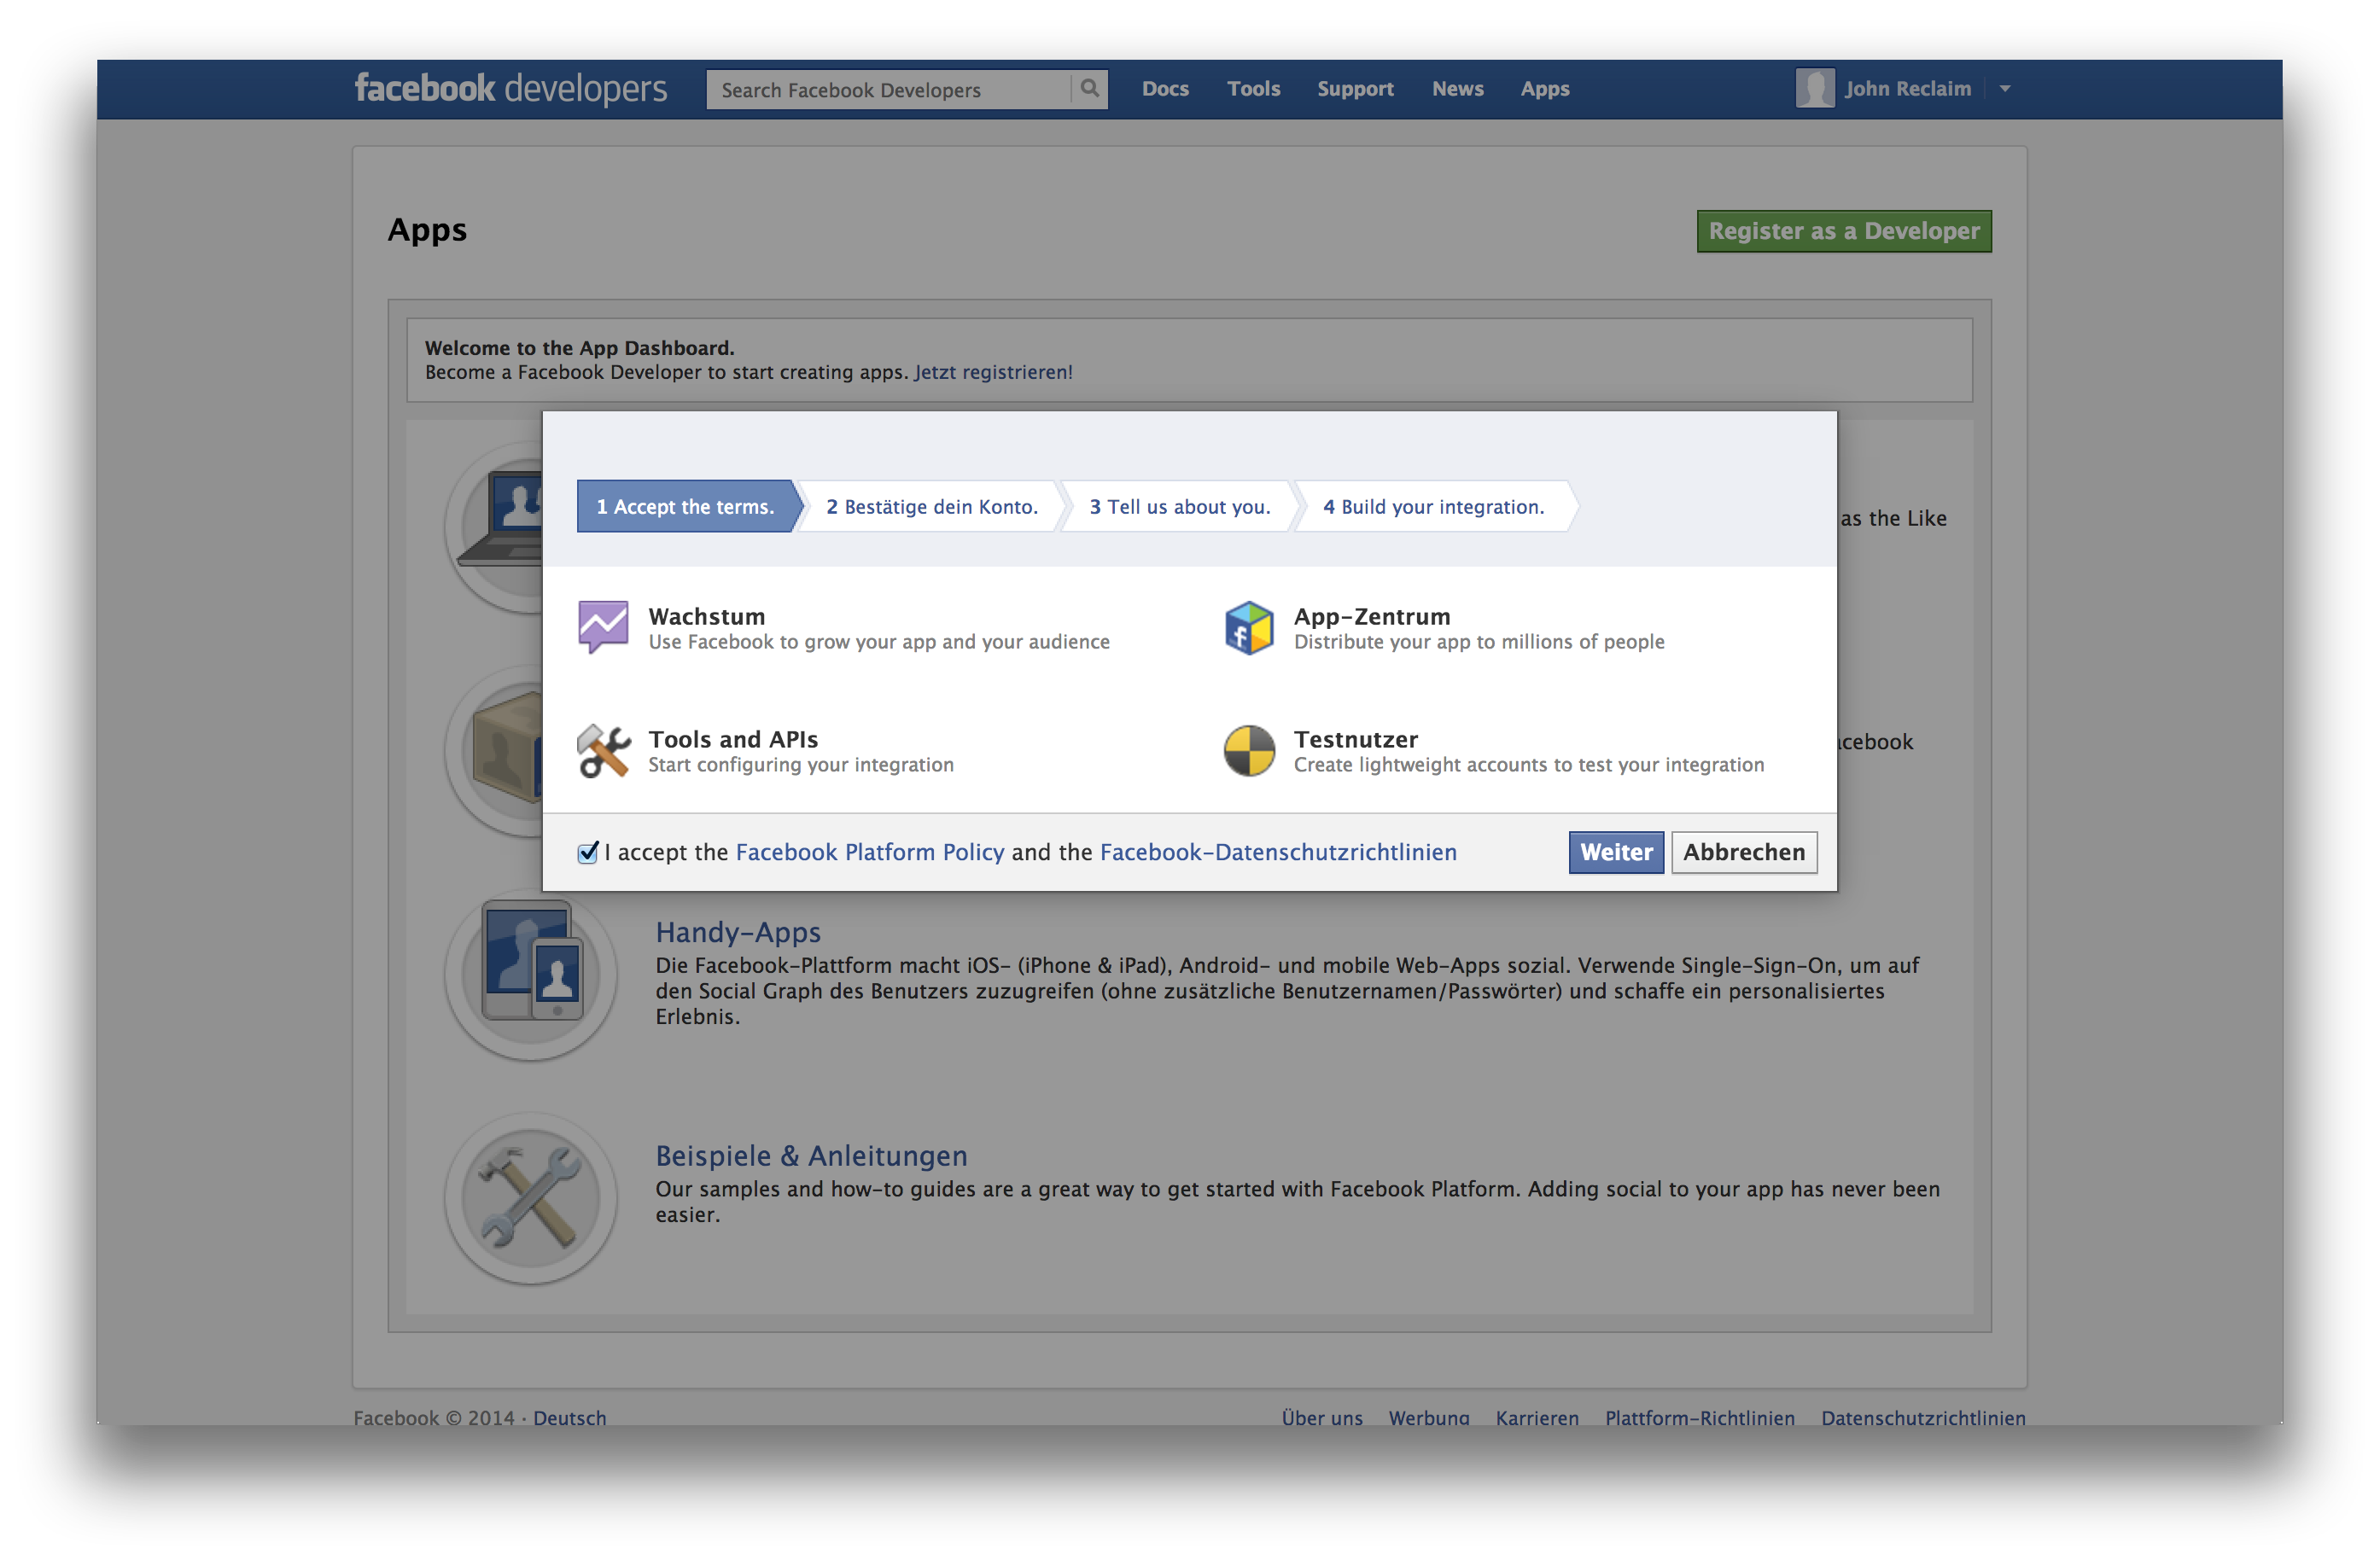 facebook developers
Search Facebook Developers
Docs
Tools
Support
News
Apps
John Reclaim
Apps
Register as a Developer
Welcome to the App Dashboard.
Become a Facebook Developer to start creating apps. Jetzt registrieren!
1 Accept the terms.
2 Bestätige dein Konto.
3 Tell us about you.
4 Build your integration.
as the Like
Wachstum
Use Facebook to grow your app and your audience
App-Zentrum
Distribute your app to millions of people
Tools and APIs
Start configuring your integration
Testnutzer
Create lightweight accounts to test your integration
cebook
I accept the Facebook Platform Policy and the Facebook-Datenschutzrichtlinien
Weiter
Abbrechen
Handy-Apps
Die Facebook-Plattform macht iOS- (iPhone & iPad), Android- und mobile Web-Apps sozial. Verwende Single-Sign-On, um auf
den Social Graph des Benutzers zuzugreifen (ohne zusätzliche Benutzernamen/Passwörter) und schaffe ein personalisiertes
Erlebnis.
Beispiele & Anleitungen
Our samples and how-to guides are a great way to get started with Facebook Platform. Adding social to your app has never been
easier.
Facebook © 2014 · Deutsch
Über uns
Werbung
Karrieren
Plattform-Richtlinien
Datenschutzrichtlinien